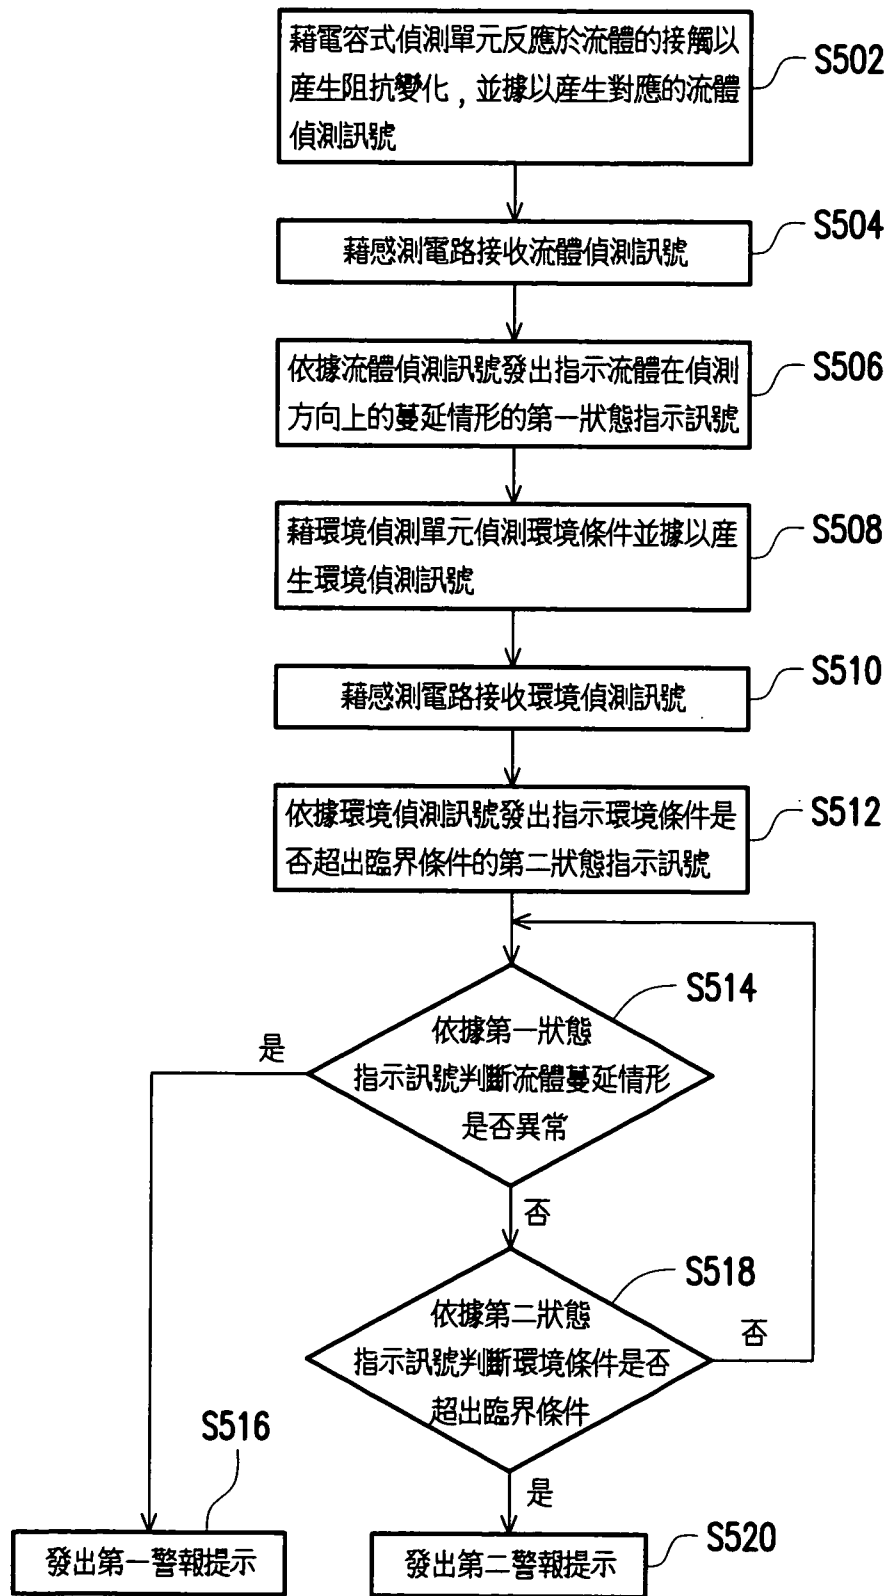 藉電容式偵測單元反應於流體的接觸以
產生阻抗變化，並據以產生對應的流體
偵測訊號
S502
藉感測電路接收流體偵測訊號
S504
依據流體偵測訊號發出指示流體在偵測
方向上的蔓延情形的第一狀態指示訊號
S506
藉環境偵測單元偵測環境條件並據以產
生環境偵測訊號
S508
藉感測電路接收環境偵測訊號
S510
依據環境偵測訊號發出指示環境條件是
否超出臨界條件的第二狀態指示訊號
S512
S514
依據第一狀態
指示訊號判斷流體蔓延情形
是否異常
是
否
S518
依據第二狀態
指示訊號判斷環境條件是否
超出臨界條件
否
是
S516
發出第一警報提示
S520
發出第二警報提示